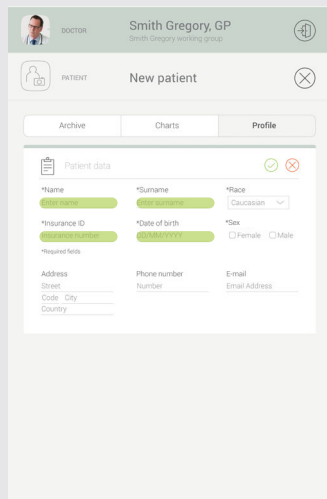 DOCTOR
Smith Gregory, GP
Smith Gregory working group
PATIENT
New patient
Archive Charts Profile
Patient data
*Name *Surname *Race
Enter name Enter surname Caucasian
*Insurance ID *Date of birth *Sex
Insurance number DD/MM/YYYY Female Male
*Required fields
Address Phone number E-mail
Street Number Email Address
Code City
Country